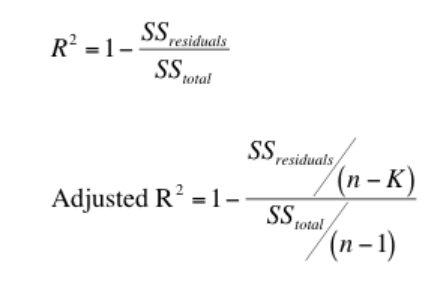 R² = 1 − SS_residuals / SS_total
Adjusted R² = 1 − (SS_residuals / (n − K)) / (SS_total / (n − 1))